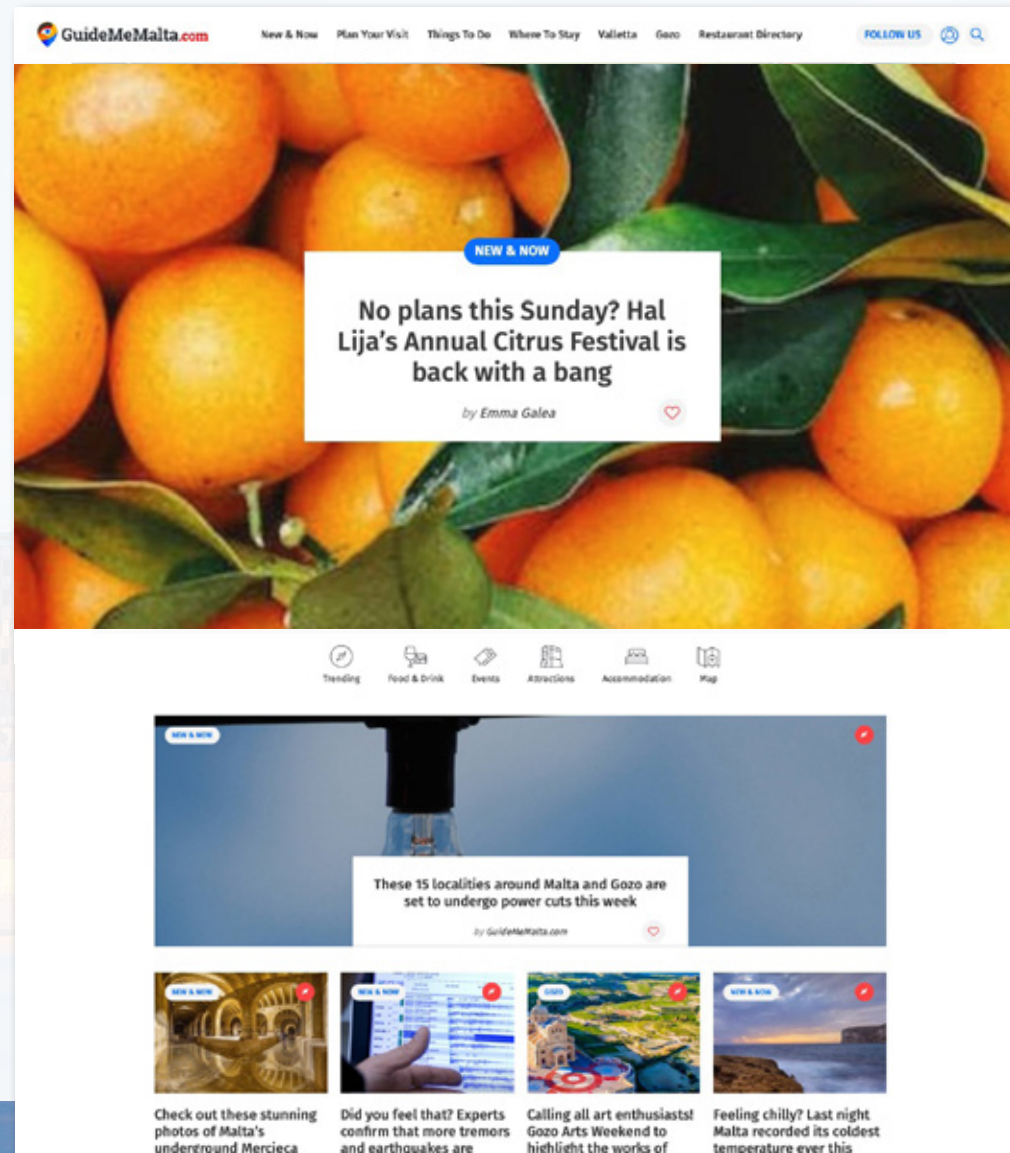 GuideMeMalta.com
New & Now Plan Your Visit Things To Do Where To Stay Valletta Gozo Restaurant Directory FOLLOW US
NEW & NOW
No plans this Sunday? Hal
Lija's Annual Citrus Festival is
back with a bang
by Emma Galea
Trending Food & Drink Events Attractions Accommodation Map
NEW & NOW
These 15 localities around Malta and Gozo are
set to undergo power cuts this week
by GuideMeMalta.com
NEW & NOW
Check out these stunning
photos of Malta's
underground Mercieca
NEW & NOW
Did you feel that? Experts
confirm that more tremors
and earthquakes are
GOZO
Calling all art enthusiasts!
Gozo Arts Weekend to
highlight the works of
NEW & NOW
Feeling chilly? Last night
Malta recorded its coldest
temperature ever this